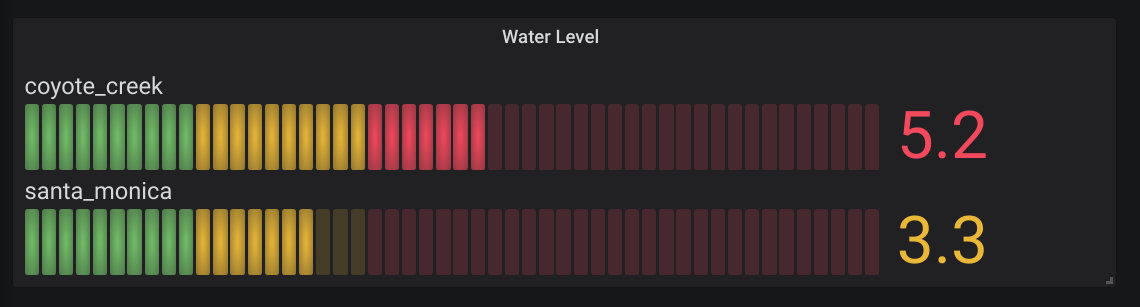 Water Level
coyote_creek
5.2
santa_monica
3.3